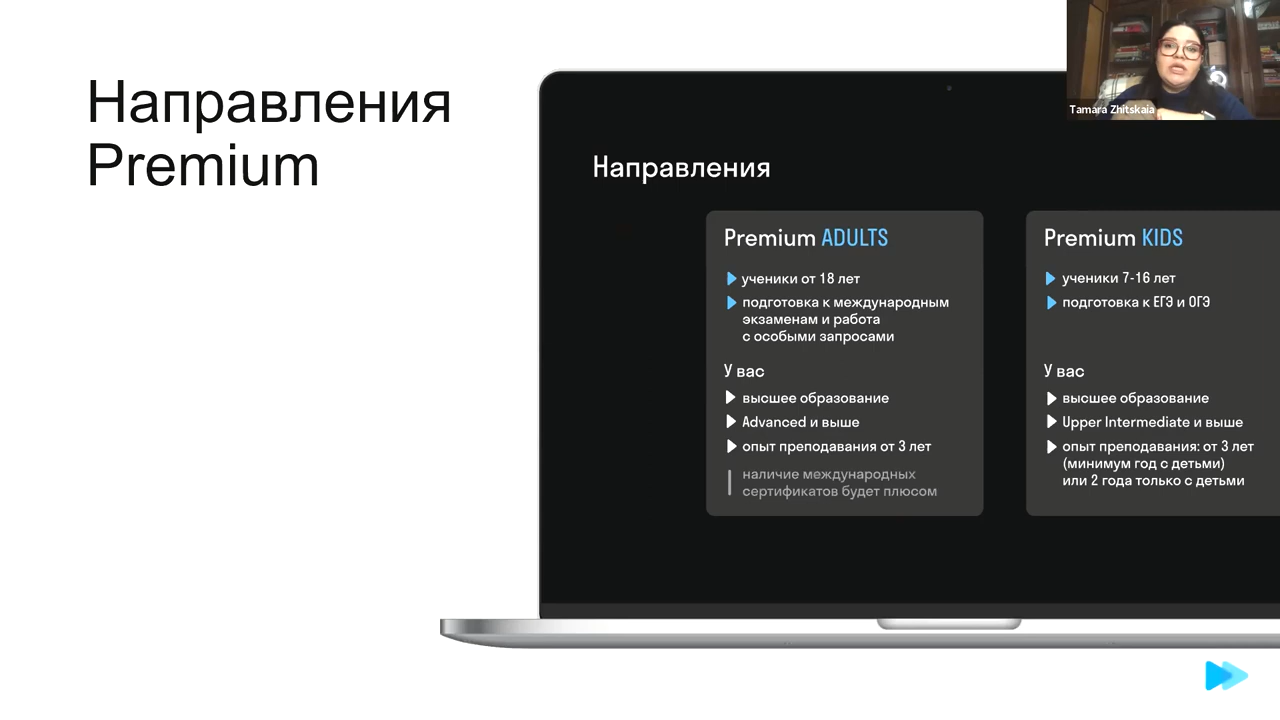 Направления
Premium
Tamara Zhitskaia
Направления
Premium ADULTS
ученики от 18 лет
подготовка к международным
экзаменам и работа
с особыми запросами
У вас
высшее образование
Advanced и выше
опыт преподавания от 3 лет
наличие международных
сертификатов будет плюсом
Premium KIDS
ученики 7-16 лет
подготовка к ЕГЭ и ОГЭ
У вас
высшее образование
Upper Intermediate и выше
опыт преподавания: от 3 лет
(минимум год с детьми)
или 2 года только с детьми